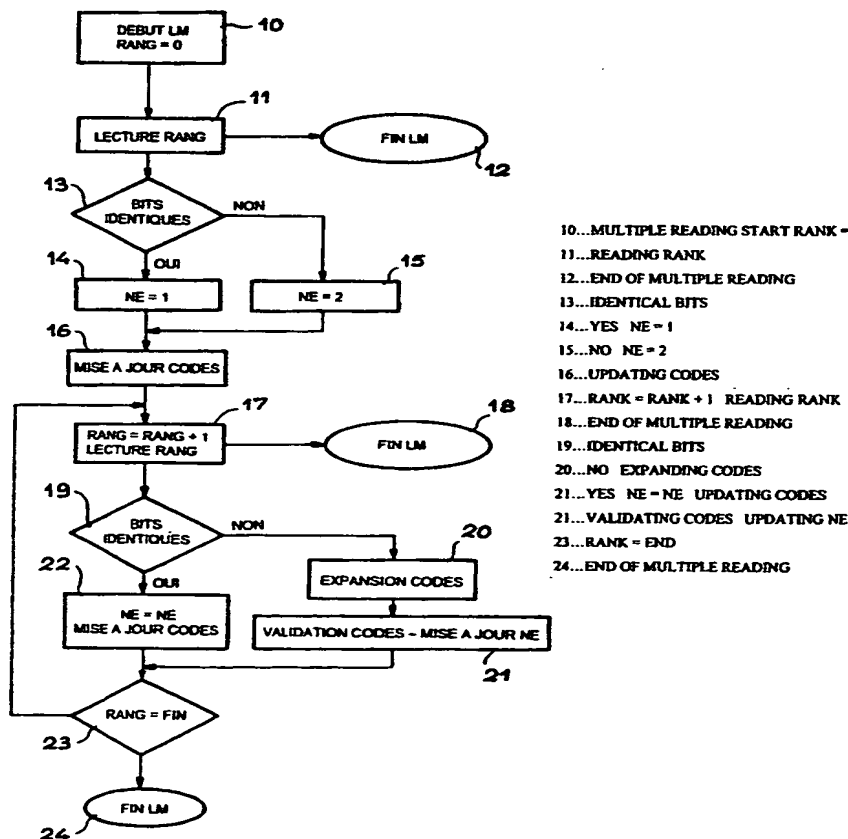 10
DEBUT LM
RANG = 0
11
LECTURE RANG
FIN LM
12
13
BITS
IDENTIQUES
NON
OUI
14
NE = 1
15
NE = 2
16
MISE A JOUR CODES
17
RANG = RANG + 1
LECTURE RANG
18
FIN LM
19
BITS
IDENTIQUES
NON
OUI
20
EXPANSION CODES
22
NE = NE
MISE A JOUR CODES
VALIDATION CODES - MISE A JOUR NE
21
RANG = FIN
23
FIN LM
24
10...MULTIPLE READING START RANK =
11...READING RANK
12...END OF MULTIPLE READING
13...IDENTICAL BITS
14...YES NE = 1
15...NO NE = 2
16...UPDATING CODES
17...RANK = RANK + 1 READING RANK
18...END OF MULTIPLE READING
19...IDENTICAL BITS
20...NO EXPANDING CODES
21...YES NE = NE UPDATING CODES
21...VALIDATING CODES UPDATING NE
23...RANK = END
24...END OF MULTIPLE READING